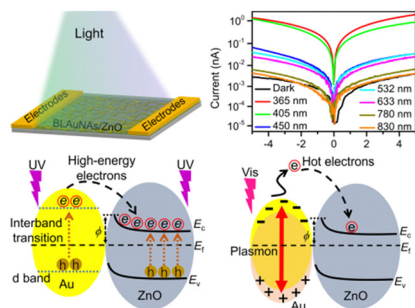 Light
Electrodes
Electrodes
BLAuNAs/ZnO
Current (nA)
10⁰
10⁻¹
10⁻²
10⁻³
10⁻⁴
10⁻⁵
Dark
365 nm
405 nm
450 nm
532 nm
633 nm
780 nm
830 nm
-4 -2 0 2 4
UV
High-energy
electrons
UV
e e
e e e e e
Interband
transition
ϕ
Ec
Ef
d band
h h
h h h
Ev
Au
ZnO
Vis
e
Hot electrons
e
ϕ
Ec
Ef
Plasmon
Ev
Au
ZnO